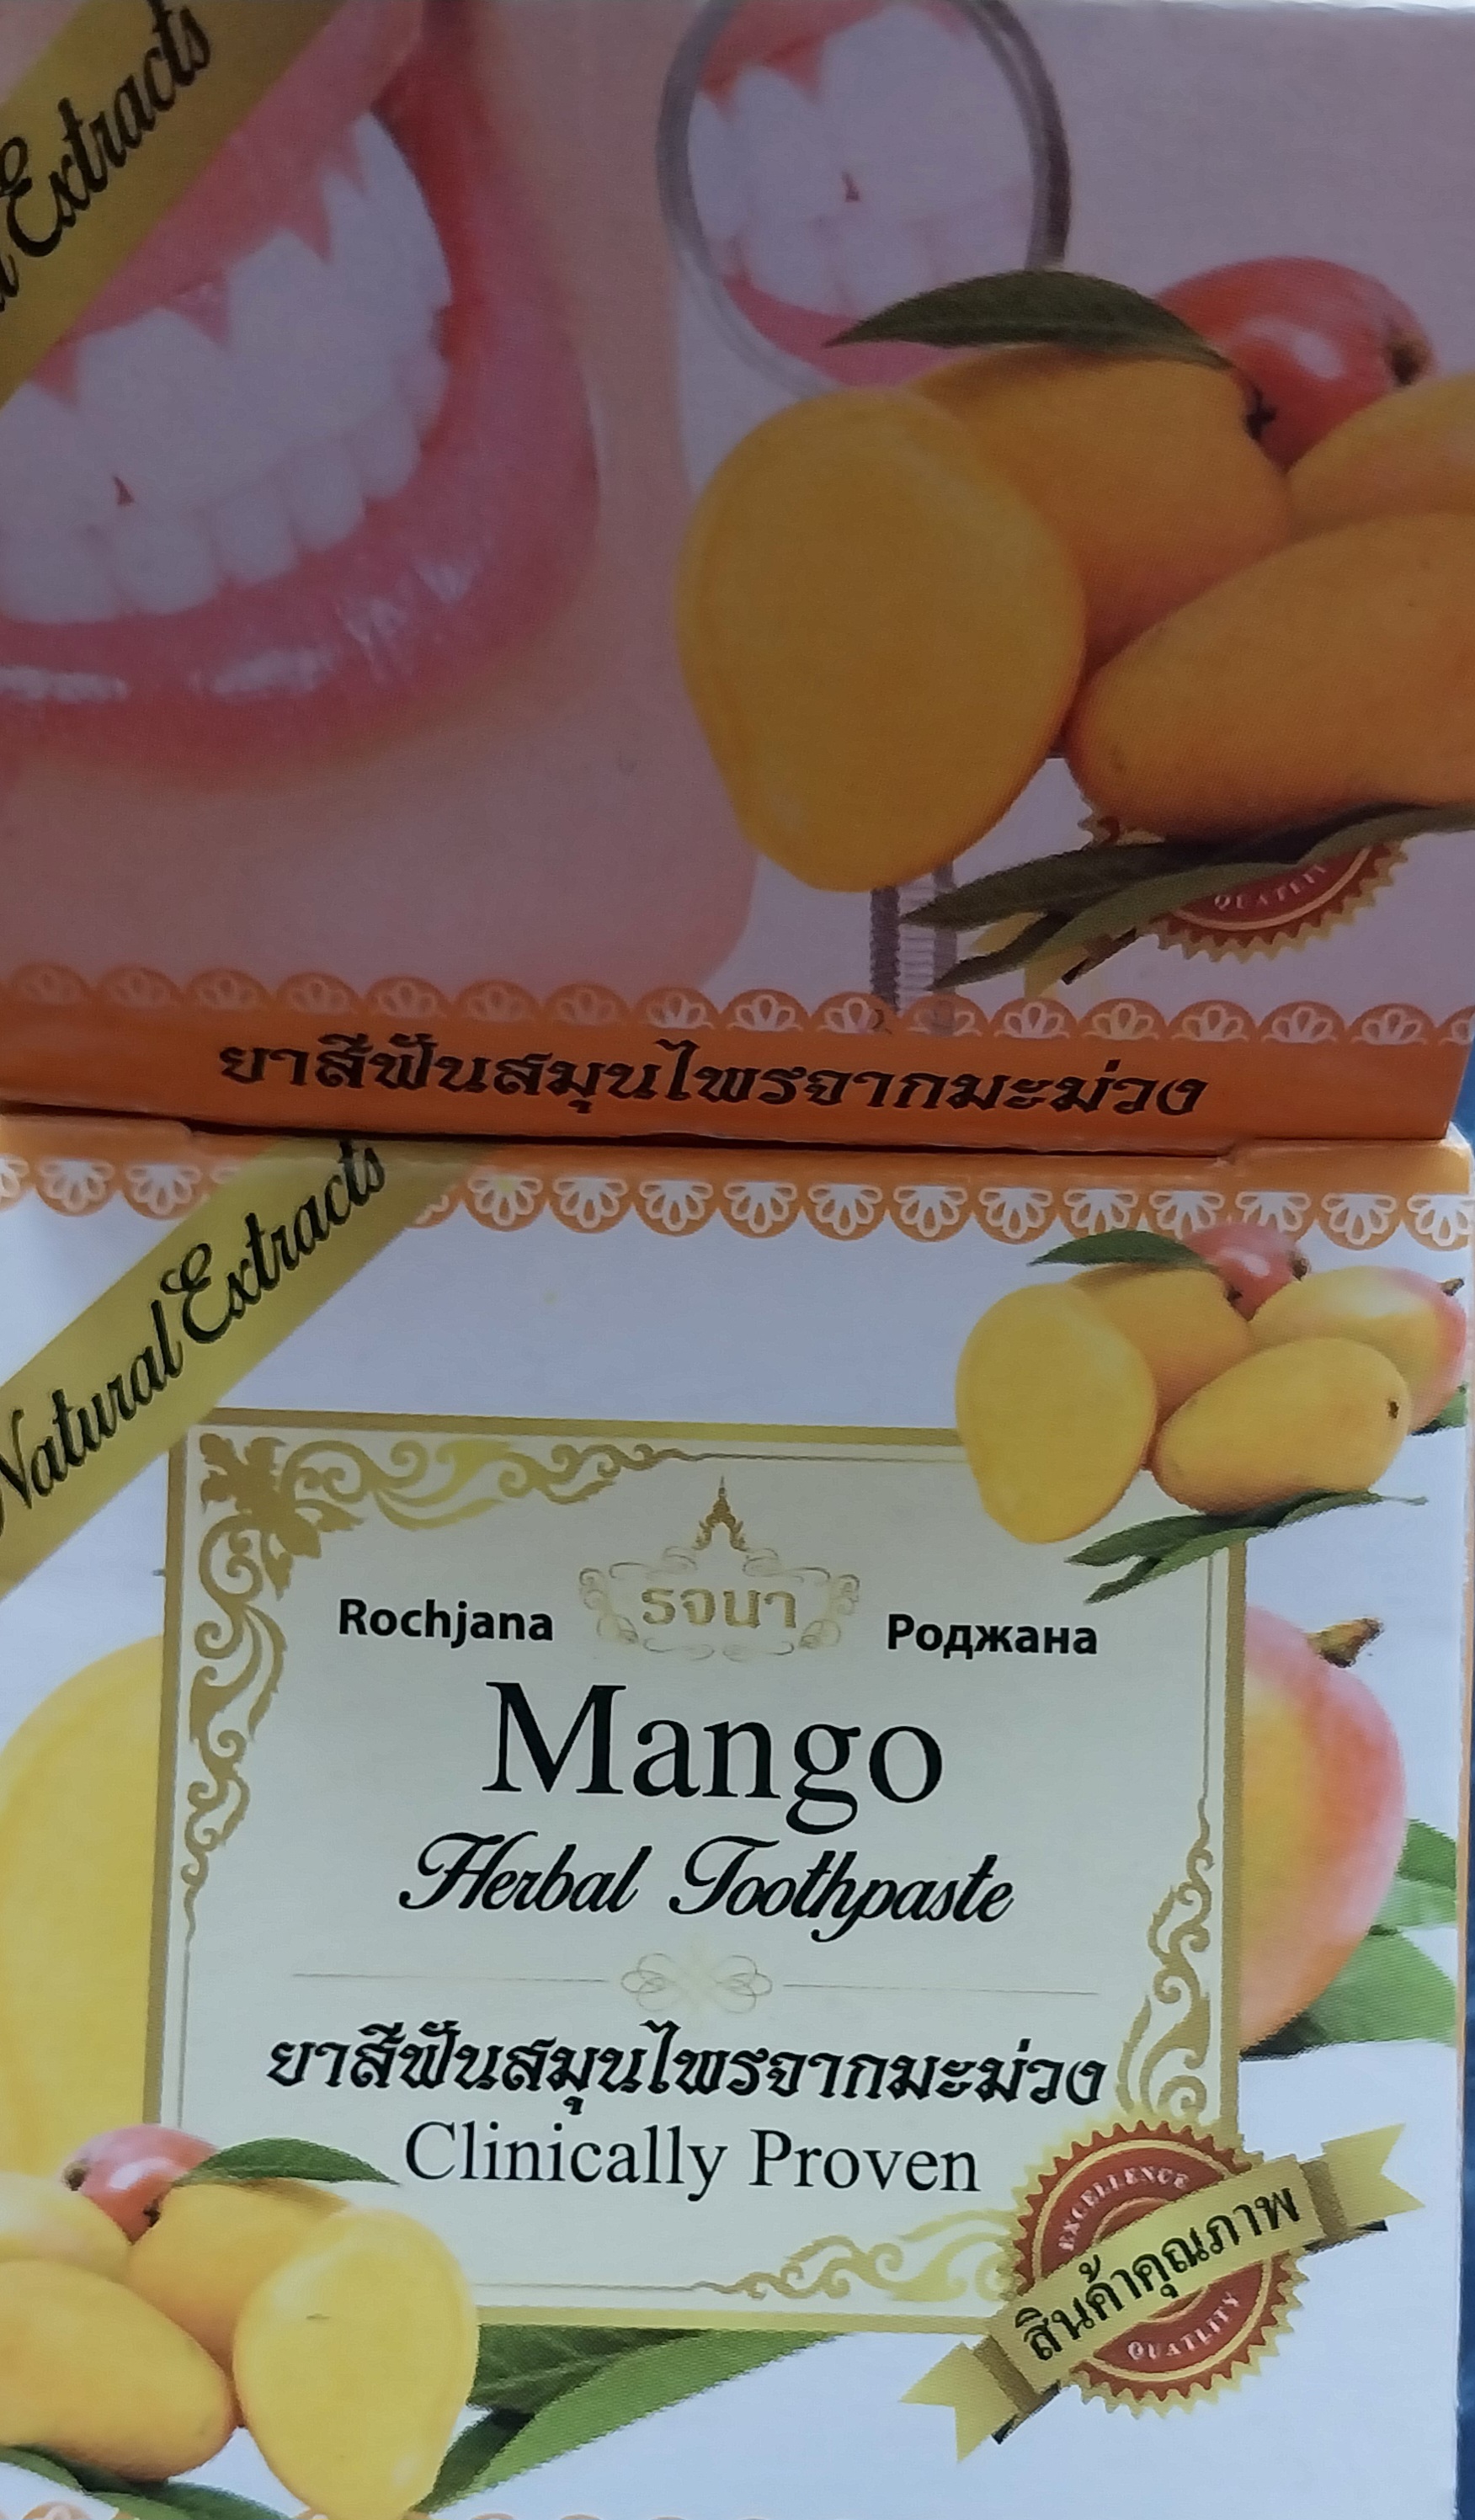 Extracts
QUATLIT
ยาสีฟันสมุนไพรจากมะม่วง
Natural Extracts
รจนา
Rochjana
Роджана
Mango
Herbal Toothpaste
ยาสีฟันสมุนไพรจากมะม่วง
Clinically Proven
EXCELLENCE
สินค้าคุณภาพ
QUATLITY